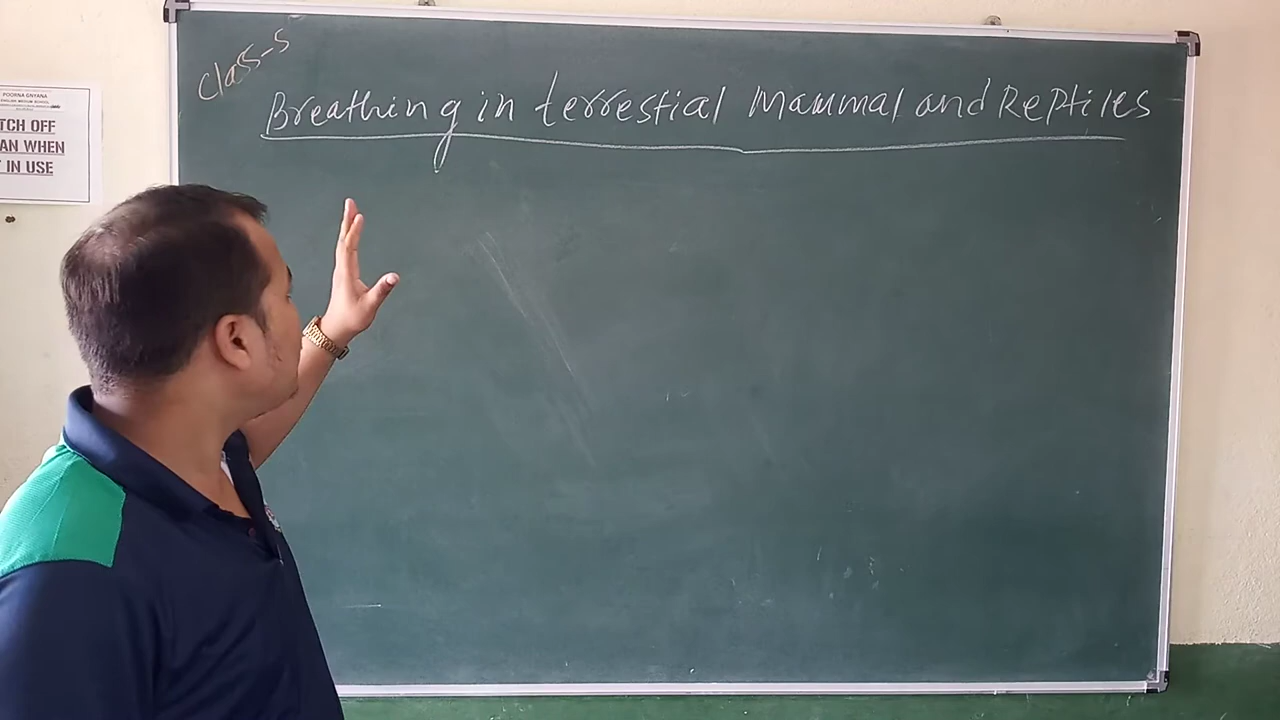 POORNA GNYANA
ENGLISH MEDIUM SCHOOL
TCH OFF
AN WHEN
IN USE
Class-5
Breathing in terrestial Mammal and Reptiles